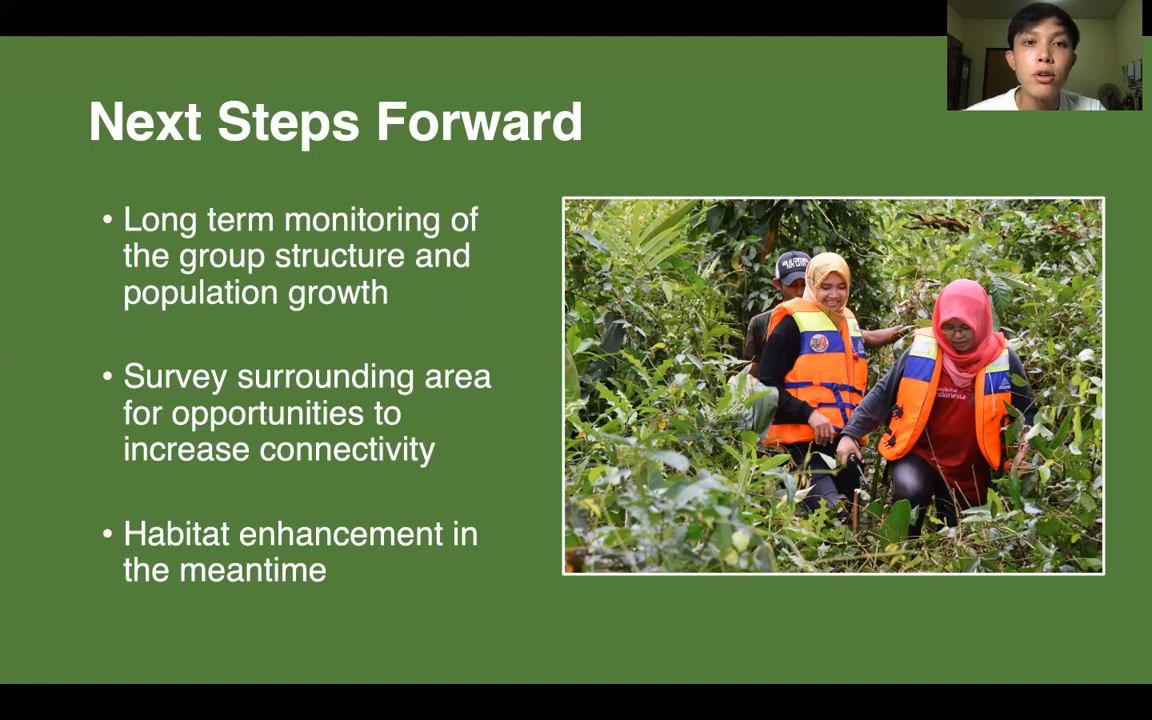 Next Steps Forward
• Long term monitoring of
the group structure and
population growth
• Survey surrounding area
for opportunities to
increase connectivity
• Habitat enhancement in
the meantime
indonesia